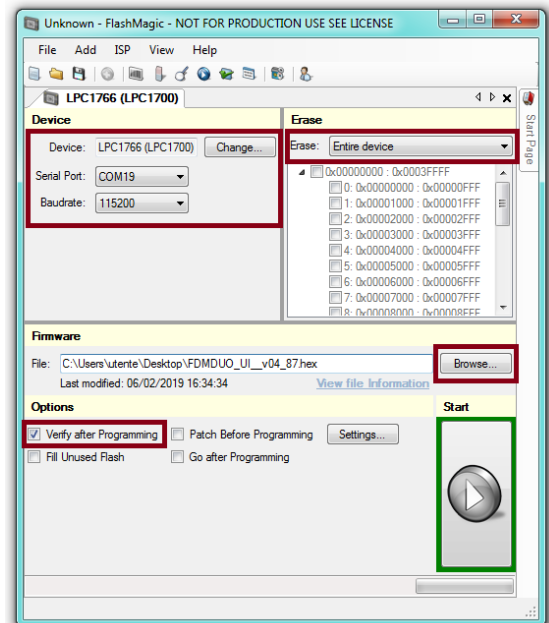 Unknown - FlashMagic - NOT FOR PRODUCTION USE SEE LICENSE
File Add ISP View Help
LPC1766 (LPC1700)
Start Page
Device
Device: LPC1766 (LPC1700) Change...
Serial Port: COM19
Baudrate: 115200
Erase
Erase: Entire device
0x00000000 : 0x0003FFFF
0: 0x00000000 : 0x00000FFF
1: 0x00001000 : 0x00001FFF
2: 0x00002000 : 0x00002FFF
3: 0x00003000 : 0x00003FFF
4: 0x00004000 : 0x00004FFF
5: 0x00005000 : 0x00005FFF
6: 0x00006000 : 0x00006FFF
7: 0x00007000 : 0x00007FFF
8: 0x00008000 : 0x00008FFF
Firmware
File: C:\Users\utente\Desktop\FDMDUO_UI__v04_87.hex Browse...
Last modified: 06/02/2019 16:34:34 View file Information
Options
Verify after Programming Patch Before Programming Settings...
Fill Unused Flash Go after Programming
Start